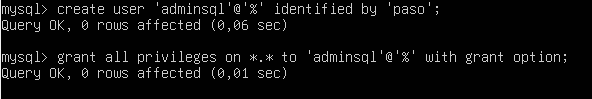 mysql> create user 'adminsql'@'%' identified by 'paso';
Query OK, 0 rows affected (0,06 sec)
mysql> grant all privileges on *.* to 'adminsql'@'%' with grant option;
Query OK, 0 rows affected (0,01 sec)